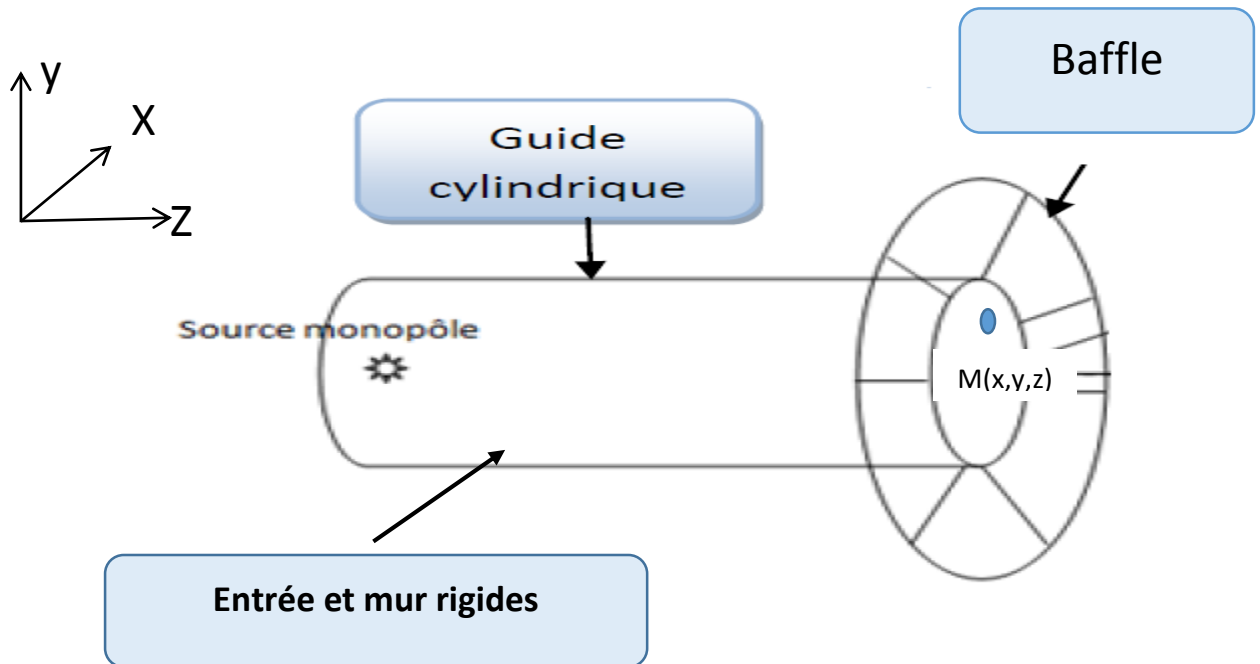 Baffle
y
X
Z
Guide
cylindrique
Source monopôle
M(x,y,z)
Entrée et mur rigides